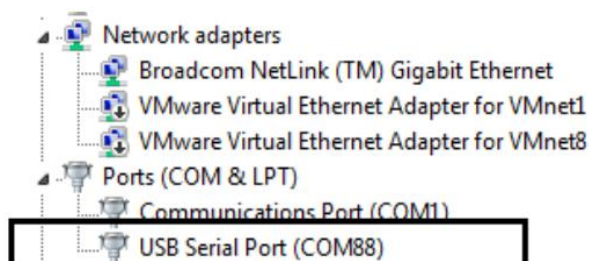 Network adapters
Broadcom NetLink (TM) Gigabit Ethernet
VMware Virtual Ethernet Adapter for VMnet1
VMware Virtual Ethernet Adapter for VMnet8
Ports (COM & LPT)
Communications Port (COM1)
USB Serial Port (COM88)